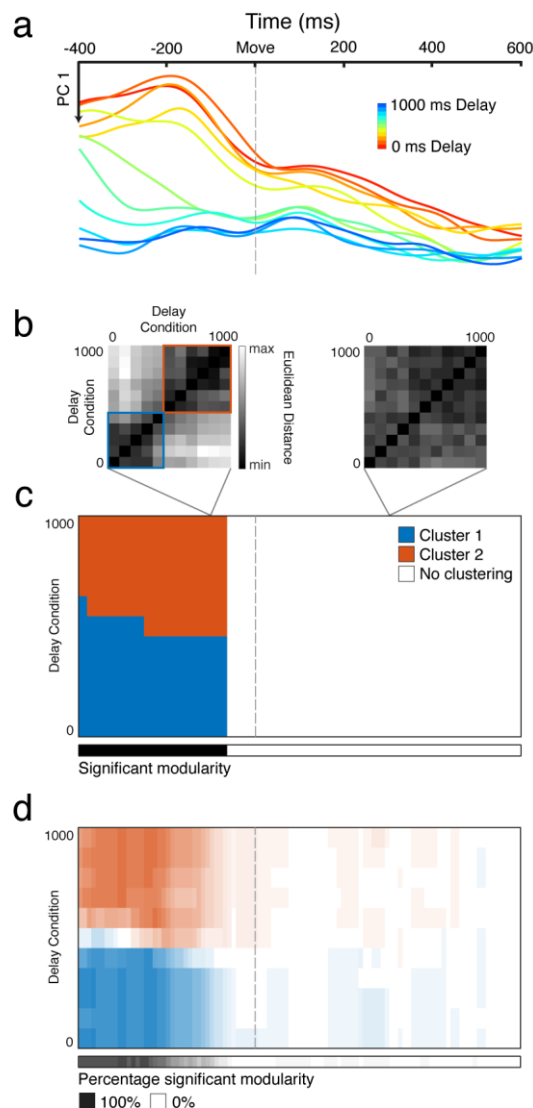 a
Time (ms)
-400 -200 Move 200 400 600
PC 1
1000 ms Delay
0 ms Delay
b
Delay
Condition
0 1000
1000
0
Delay
Condition
max
min
Euclidean Distance
0 1000
1000
0
c
1000
0
Delay Condition
Cluster 1
Cluster 2
No clustering
Significant modularity
d
1000
0
Delay Condition
Percentage significant modularity
100% 0%